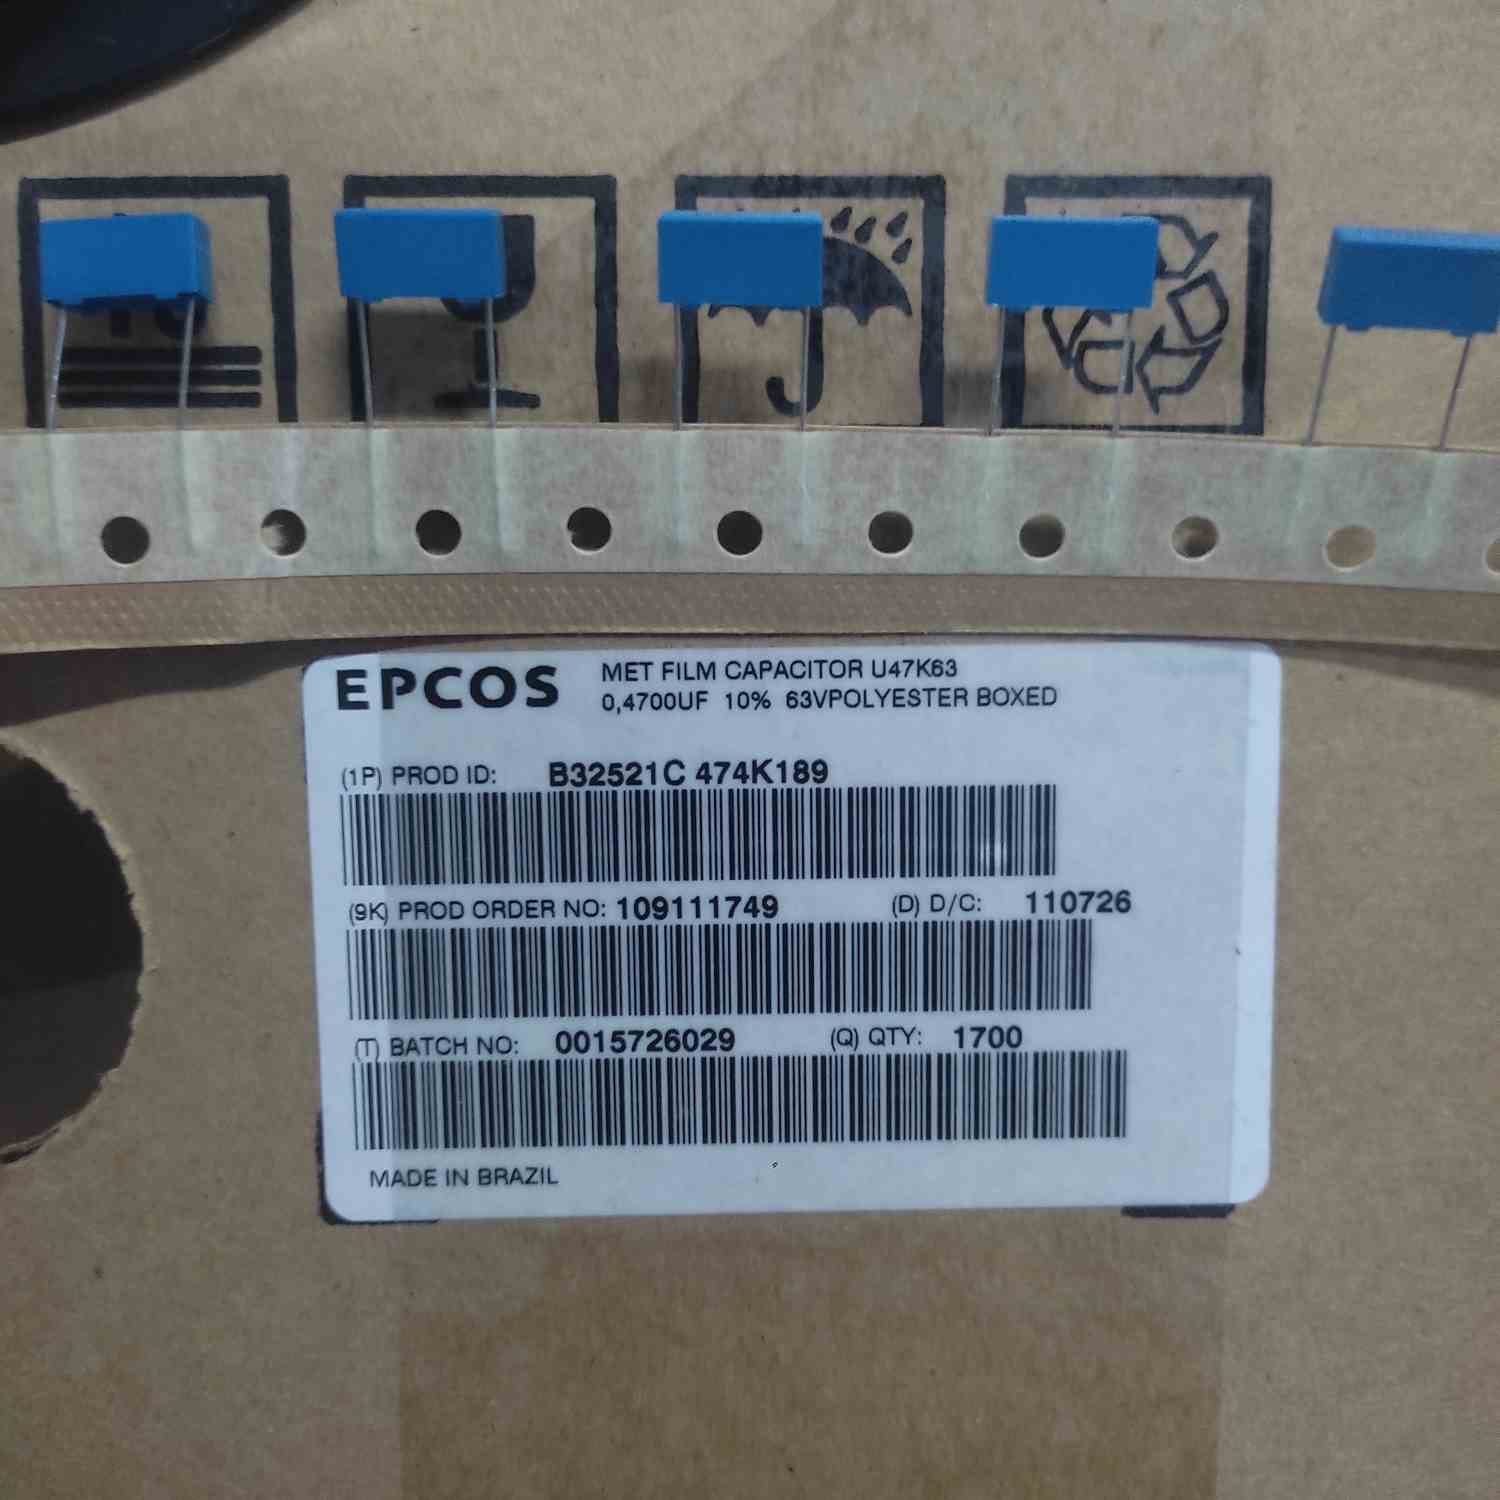 EPCOS
MET FILM CAPACITOR U47K63
0,4700UF 10% 63VPOLYESTER BOXED
(1P) PROD ID: B32521C 474K189
(9K) PROD ORDER NO: 109111749 (D) D/C: 110726
(T) BATCH NO: 0015726029 (Q) QTY: 1700
MADE IN BRAZIL